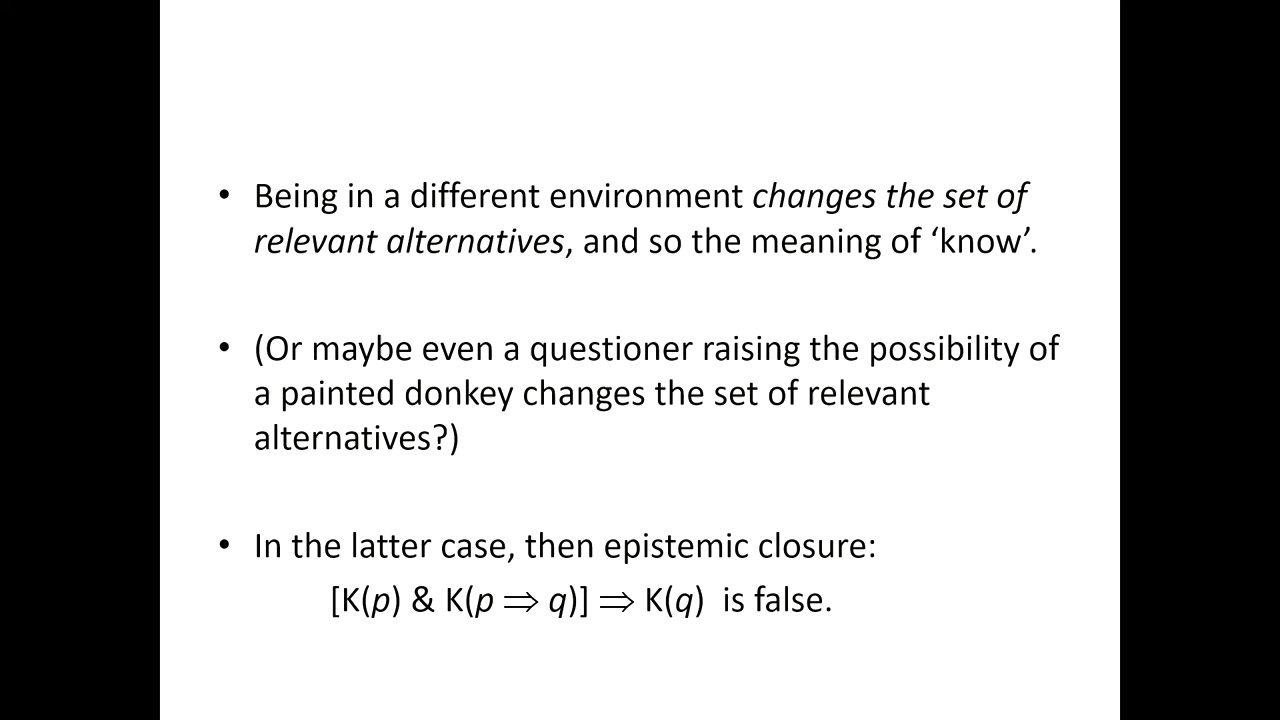 • Being in a different environment changes the set of
relevant alternatives, and so the meaning of ‘know’.
• (Or maybe even a questioner raising the possibility of
a painted donkey changes the set of relevant
alternatives?)
• In the latter case, then epistemic closure:
[K(p) & K(p ⇒ q)] ⇒ K(q) is false.